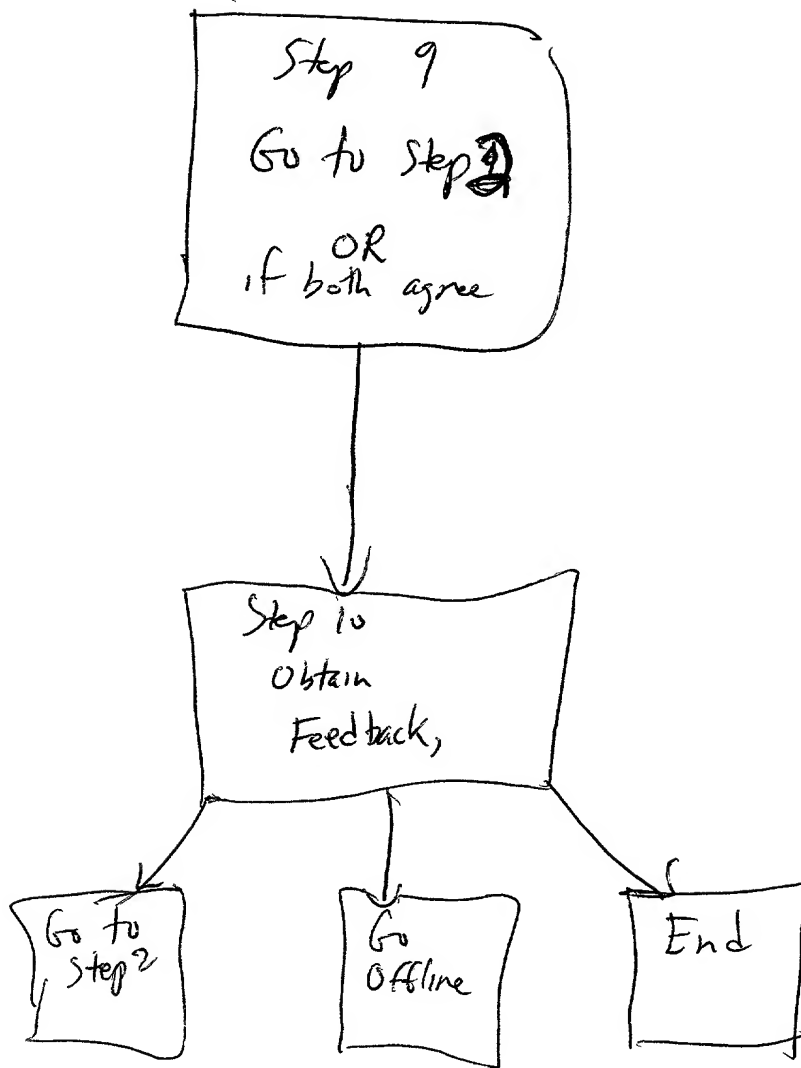 Step 9
Go to Step
OR
if both agree
Step 10
Obtain
Feedback,
Go to
Step 2
Go
Offline
End